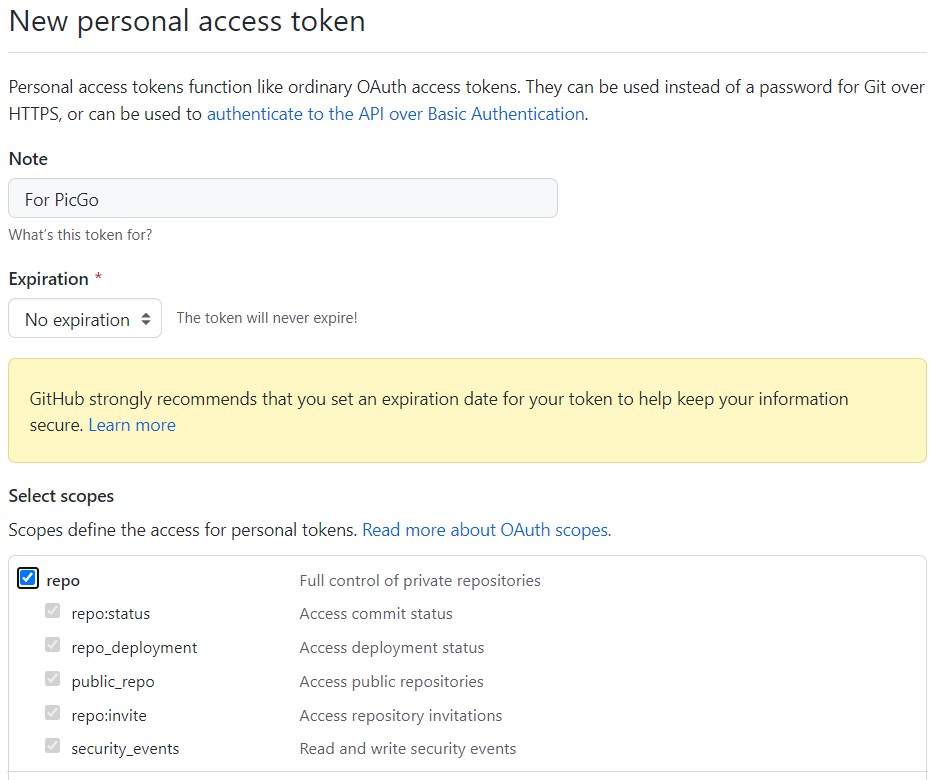 New personal access token
Personal access tokens function like ordinary OAuth access tokens. They can be used instead of a password for Git over
HTTPS, or can be used to authenticate to the API over Basic Authentication.
Note
For PicGo
What's this token for?
Expiration *
No expiration The token will never expire!
GitHub strongly recommends that you set an expiration date for your token to help keep your information
secure. Learn more
Select scopes
Scopes define the access for personal tokens. Read more about OAuth scopes.
repo Full control of private repositories
repo:status Access commit status
repo_deployment Access deployment status
public_repo Access public repositories
repo:invite Access repository invitations
security_events Read and write security events